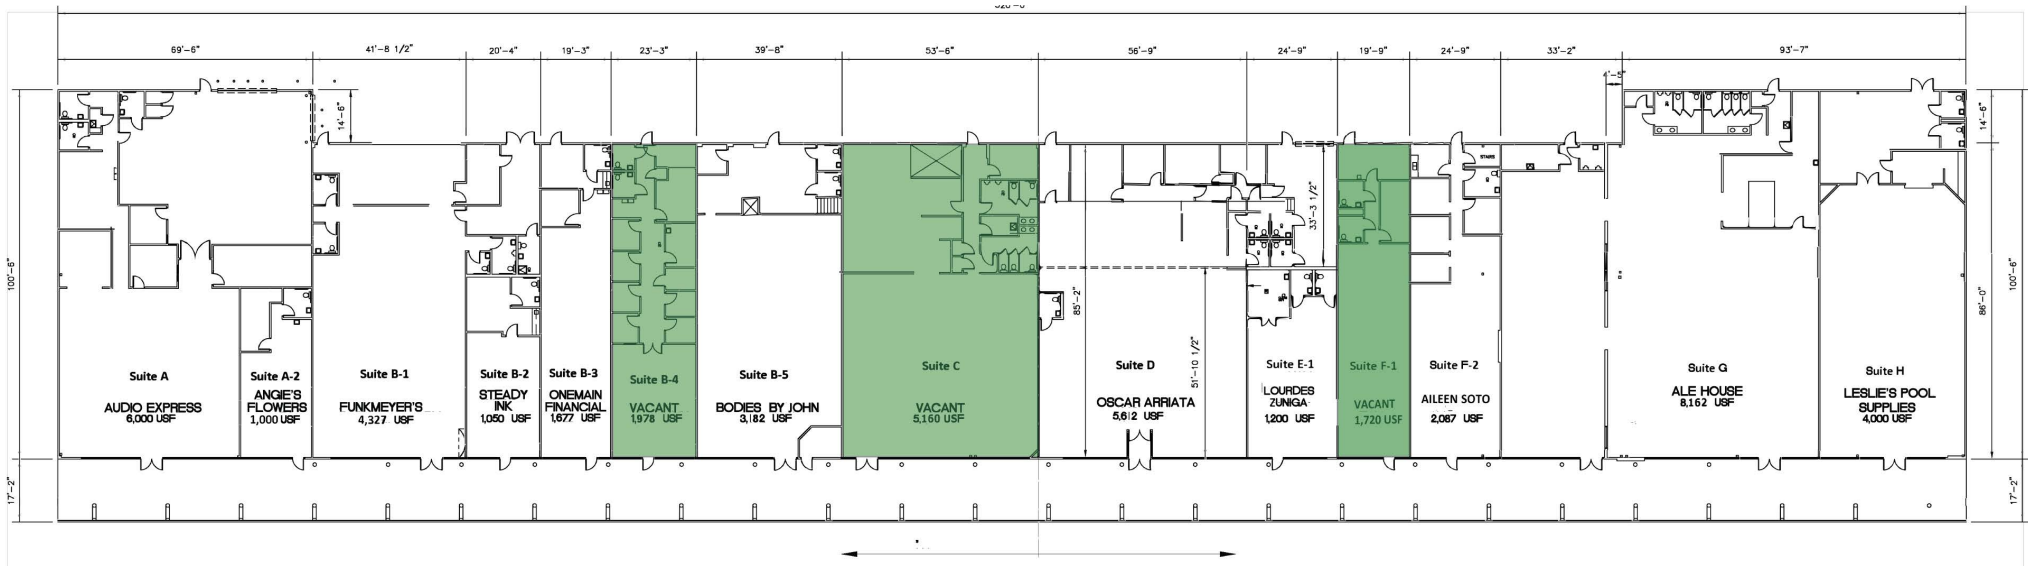 69'-6"
41'-8 1/2"
20'-4"
19'-3"
23'-3"
39'-8"
53'-6"
56'-9"
24'-9"
19'-9"
24'-9"
33'-2"
93'-7"
4'-5"
14'-6"
14'-6"
100'-6"
33'-3 1/2"
STAIRS
85'-2"
51'-10 1/2"
86'-0"
100'-6"
Suite A
AUDIO EXPRESS
6,000 USF
Suite A-2
ANGIE'S
FLOWERS
1,000 USF
Suite B-1
FUNKMEYER'S
4,327 USF
Suite B-2
STEADY
INK
1,050 USF
Suite B-3
ONEMAIN
FINANCIAL
1,677 USF
Suite B-4
VACANT
1,978 USF
Suite B-5
BODIES BY JOHN
3,182 USF
Suite C
VACANT
5,160 USF
Suite D
OSCAR ARRIATA
5,612 USF
Suite E-1
LOURDES
ZUNIGA
1,200 USF
Suite F-1
VACANT
1,720 USF
Suite F-2
AILEEN SOTO
2,087 USF
Suite G
ALE HOUSE
8,162 USF
Suite H
LESLIE'S POOL
SUPPLIES
4,000 USF
17'-2"
17'-2"